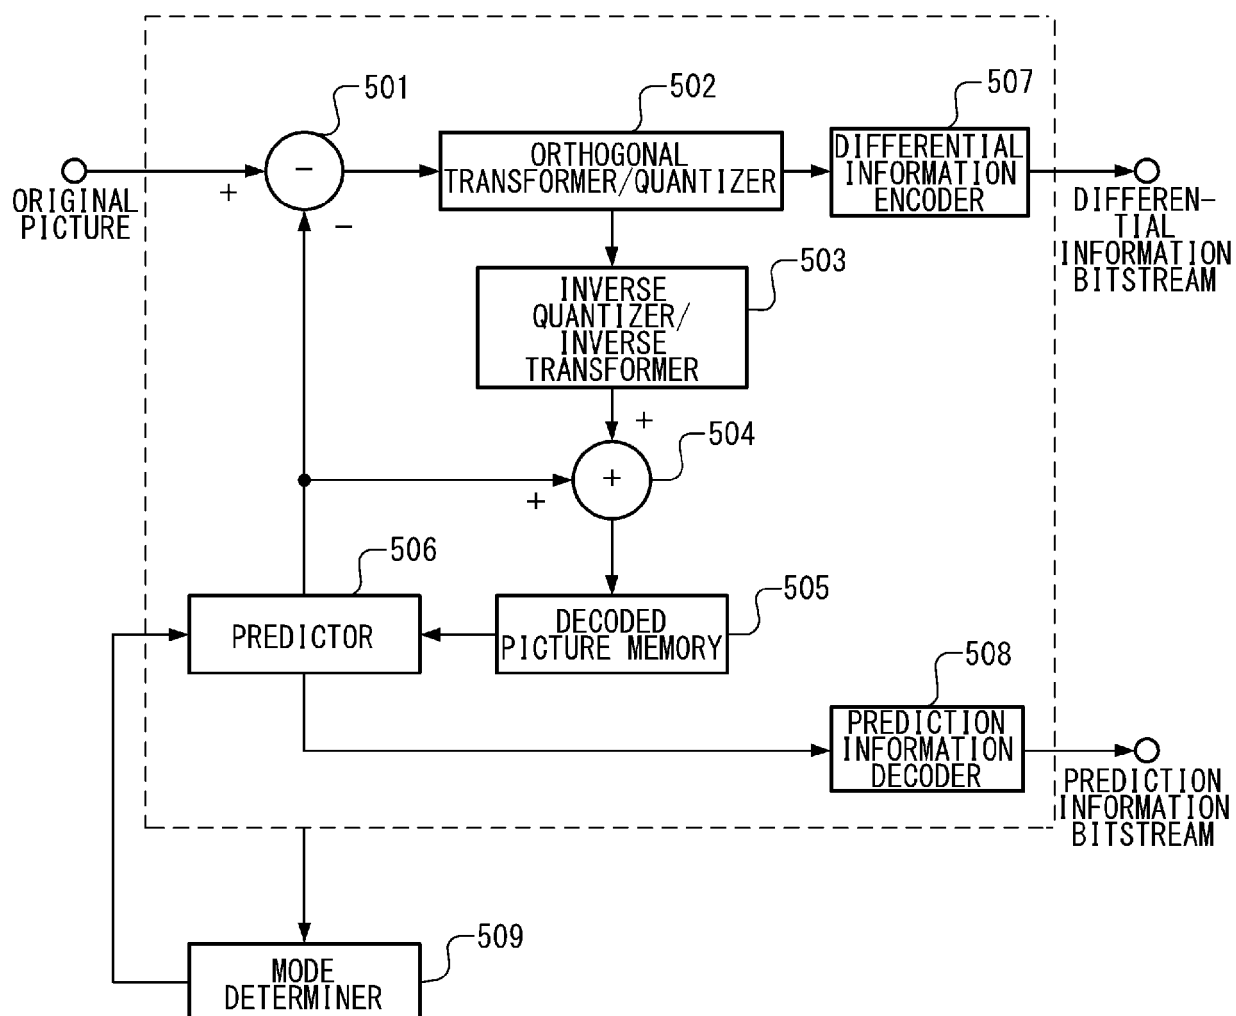 501
502
507
ORIGINAL
PICTURE
+
-
-
ORTHOGONAL
TRANSFORMER/QUANTIZER
DIFFERENTIAL
INFORMATION
ENCODER
DIFFEREN-
TIAL
INFORMATION
BITSTREAM
503
INVERSE
QUANTIZER/
INVERSE
TRANSFORMER
+
504
+
+
506
505
PREDICTOR
DECODED
PICTURE MEMORY
508
PREDICTION
INFORMATION
DECODER
PREDICTION
INFORMATION
BITSTREAM
509
MODE
DETERMINER